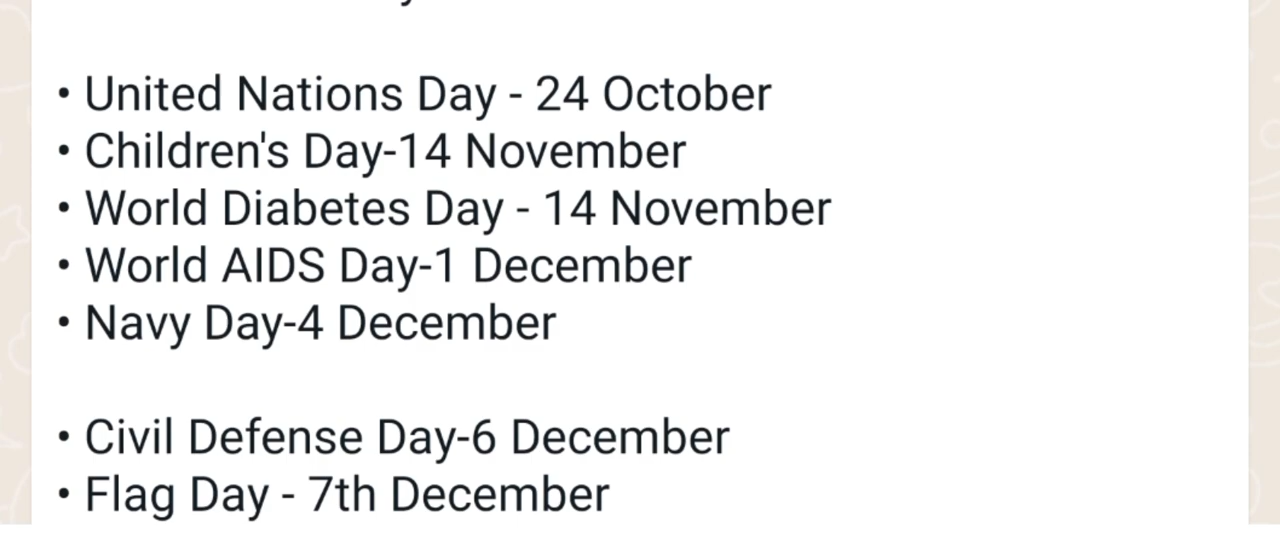 • United Nations Day - 24 October
• Children's Day-14 November
• World Diabetes Day - 14 November
• World AIDS Day-1 December
• Navy Day-4 December
• Civil Defense Day-6 December
• Flag Day - 7th December